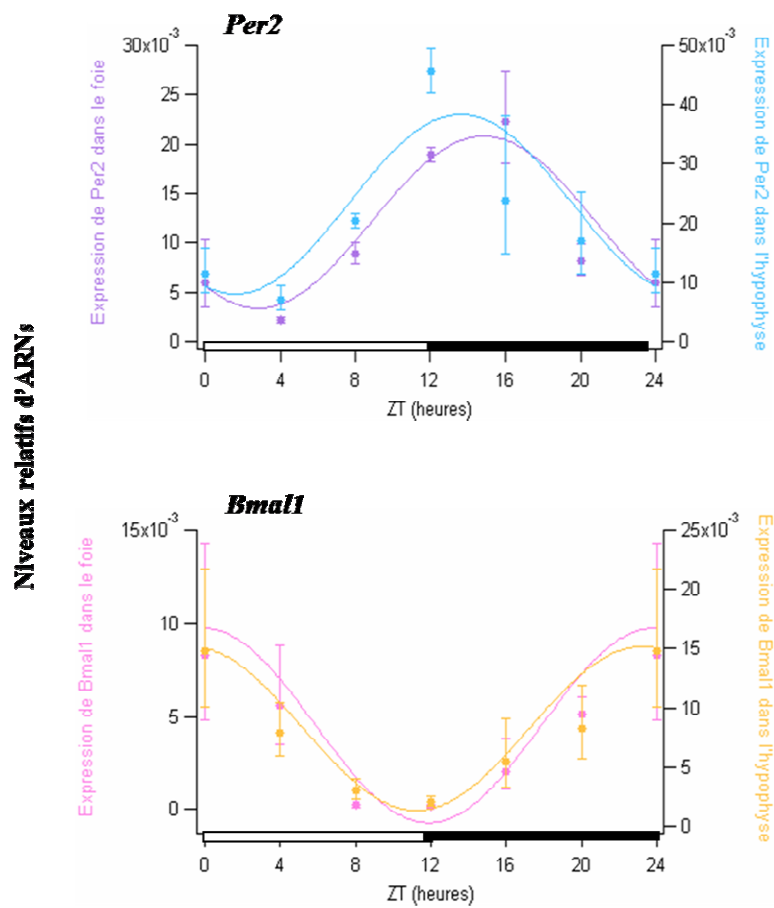 Niveaux relatifs d'ARNs
Per2
Expression de Per2 dans le foie
30x10-3
25
20
15
10
5
0
50x10-3
40
30
20
10
0
Expression de Per2 dans l'hypophyse
0 4 8 12 16 20 24
ZT (heures)
Bmal1
Expression de Bmal1 dans le foie
15x10-3
10
5
0
25x10-3
20
15
10
5
0
Expression de Bmal1 dans l'hypophyse
0 4 8 12 16 20 24
ZT (heures)